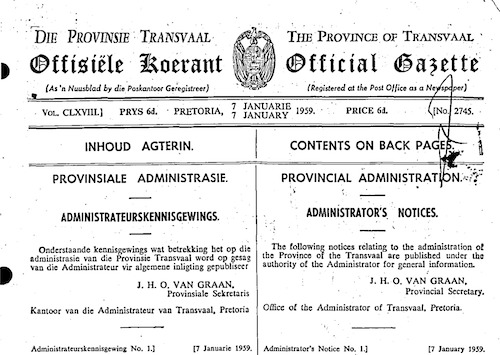 DIE PROVINSIE TRANSVAAL
Offisiële Koerant
(As 'n Nuusblad by die Poskantoor Geregistreer)
THE PROVINCE OF TRANSVAAL
Official Gazette
(Registered at the Post Office as a Newspaper)
VOL. CLXVIII.] PRYS 6d. PRETORIA, 7 JANUARIE 7 JANUARY 1959. PRICE 6d. [No. 2745.
INHOUD AGTERIN.
PROVINSIALE ADMINISTRASIE.
ADMINISTRATEURSKENNISGEWINGS.
Onderstaande kennisgewings wat betrekking het op die
administrasie van die Provinsie Transvaal word op gesag
van die Administrateur vir algemene inligting gepubliseer
J. H. O. VAN GRAAN,
Provinsiale Sekretaris
Kantoor van die Administrateur van Transvaal, Pretoria
Administrateurskennisgewing No. 1.] [7 Januarie 1959.
CONTENTS ON BACK PAGES.
PROVINCIAL ADMINISTRATION.
ADMINISTRATOR'S NOTICES.
The following notices relating to the administration of
the Province of the Transvaal are published under the
authority of the Administrator for general information.
J. H. O. VAN GRAAN,
Provincial Secretary.
Office of the Administrator of Transvaal, Pretoria.
Administrator's Notice No. 1.] [7 January 1959.